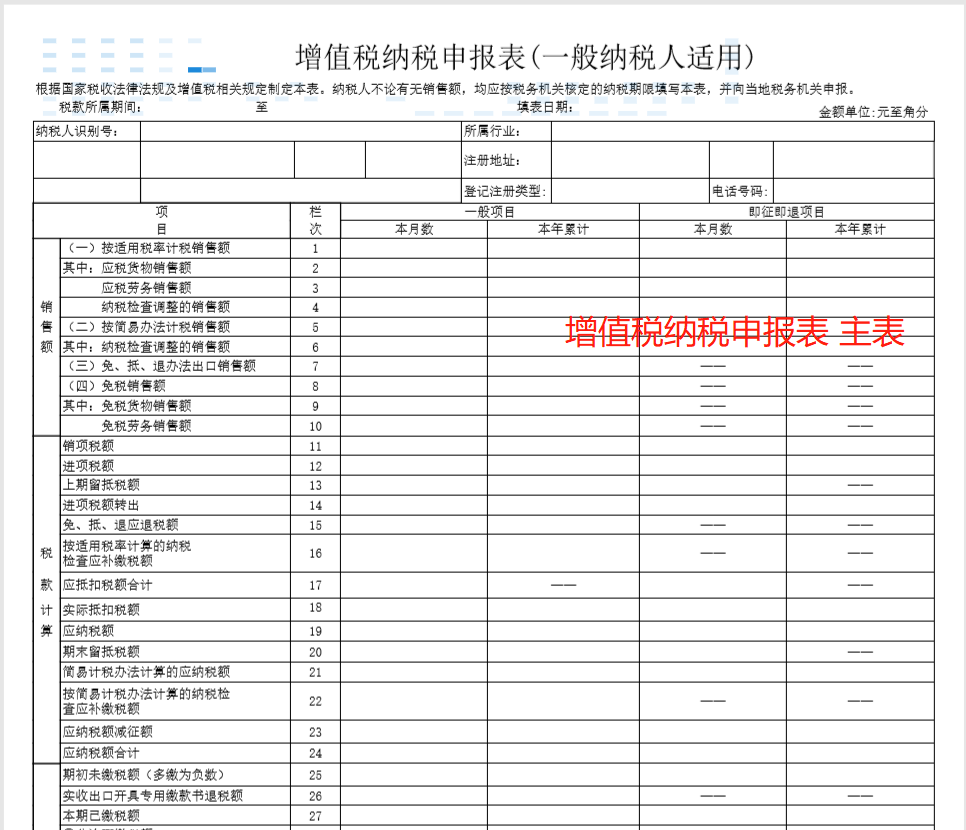 增值税纳税申报表(一般纳税人适用)
根据国家税收法律法规及增值税相关规定制定本表。纳税人不论有无销售额，均应按税务机关核定的纳税期限填写本表，并向当地税务机关申报。
税款所属期间： 至 填表日期：
金额单位:元至角分
纳税人识别号： 所属行业：
注册地址：
登记注册类型： 电话号码：
项 栏 一般项目 即征即退项目
目 次 本月数 本年累计 本月数 本年累计
销售额
（一）按适用税率计税销售额 1
其中：应税货物销售额 2
应税劳务销售额 3
纳税检查调整的销售额 4
（二）按简易办法计税销售额 5
增值税纳税申报表 主表
其中：纳税检查调整的销售额 6
（三）免、抵、退办法出口销售额 7 —— ——
（四）免税销售额 8 —— ——
其中：免税货物销售额 9 —— ——
免税劳务销售额 10 —— ——
税款计算
销项税额 11
进项税额 12
上期留抵税额 13 ——
进项税额转出 14
免、抵、退应退税额 15 —— ——
按适用税率计算的纳税
检查应补缴税额 16 —— ——
应抵扣税额合计 17 —— ——
实际抵扣税额 18
应纳税额 19
期末留抵税额 20 ——
简易计税办法计算的应纳税额 21
按简易计税办法计算的纳税检
查应补缴税额 22 —— ——
应纳税额减征额 23
应纳税额合计 24
期初未缴税额（多缴为负数） 25
实收出口开具专用缴款书退税额 26 —— ——
本期已缴税额 27